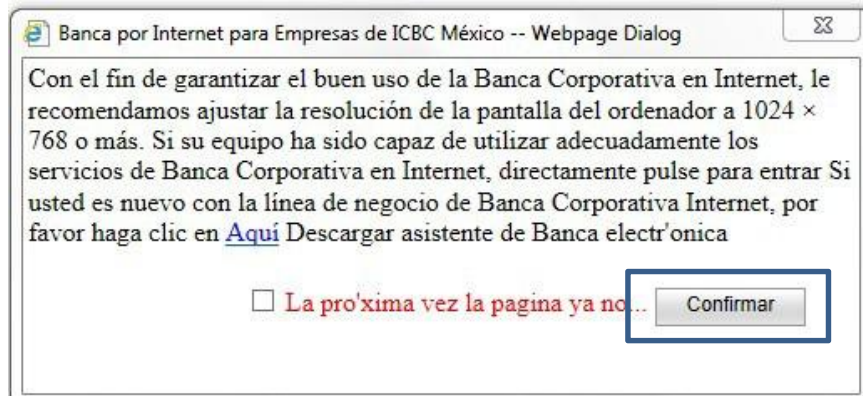 Banca por Internet para Empresas de ICBC México -- Webpage Dialog
Con el fin de garantizar el buen uso de la Banca Corporativa en Internet, le
recomendamos ajustar la resolución de la pantalla del ordenador a 1024 ×
768 o más. Si su equipo ha sido capaz de utilizar adecuadamente los
servicios de Banca Corporativa en Internet, directamente pulse para entrar Si
usted es nuevo con la línea de negocio de Banca Corporativa Internet, por
favor haga clic en Aquí Descargar asistente de Banca electr'onica
La pro'xima vez la pagina ya no... Confirmar